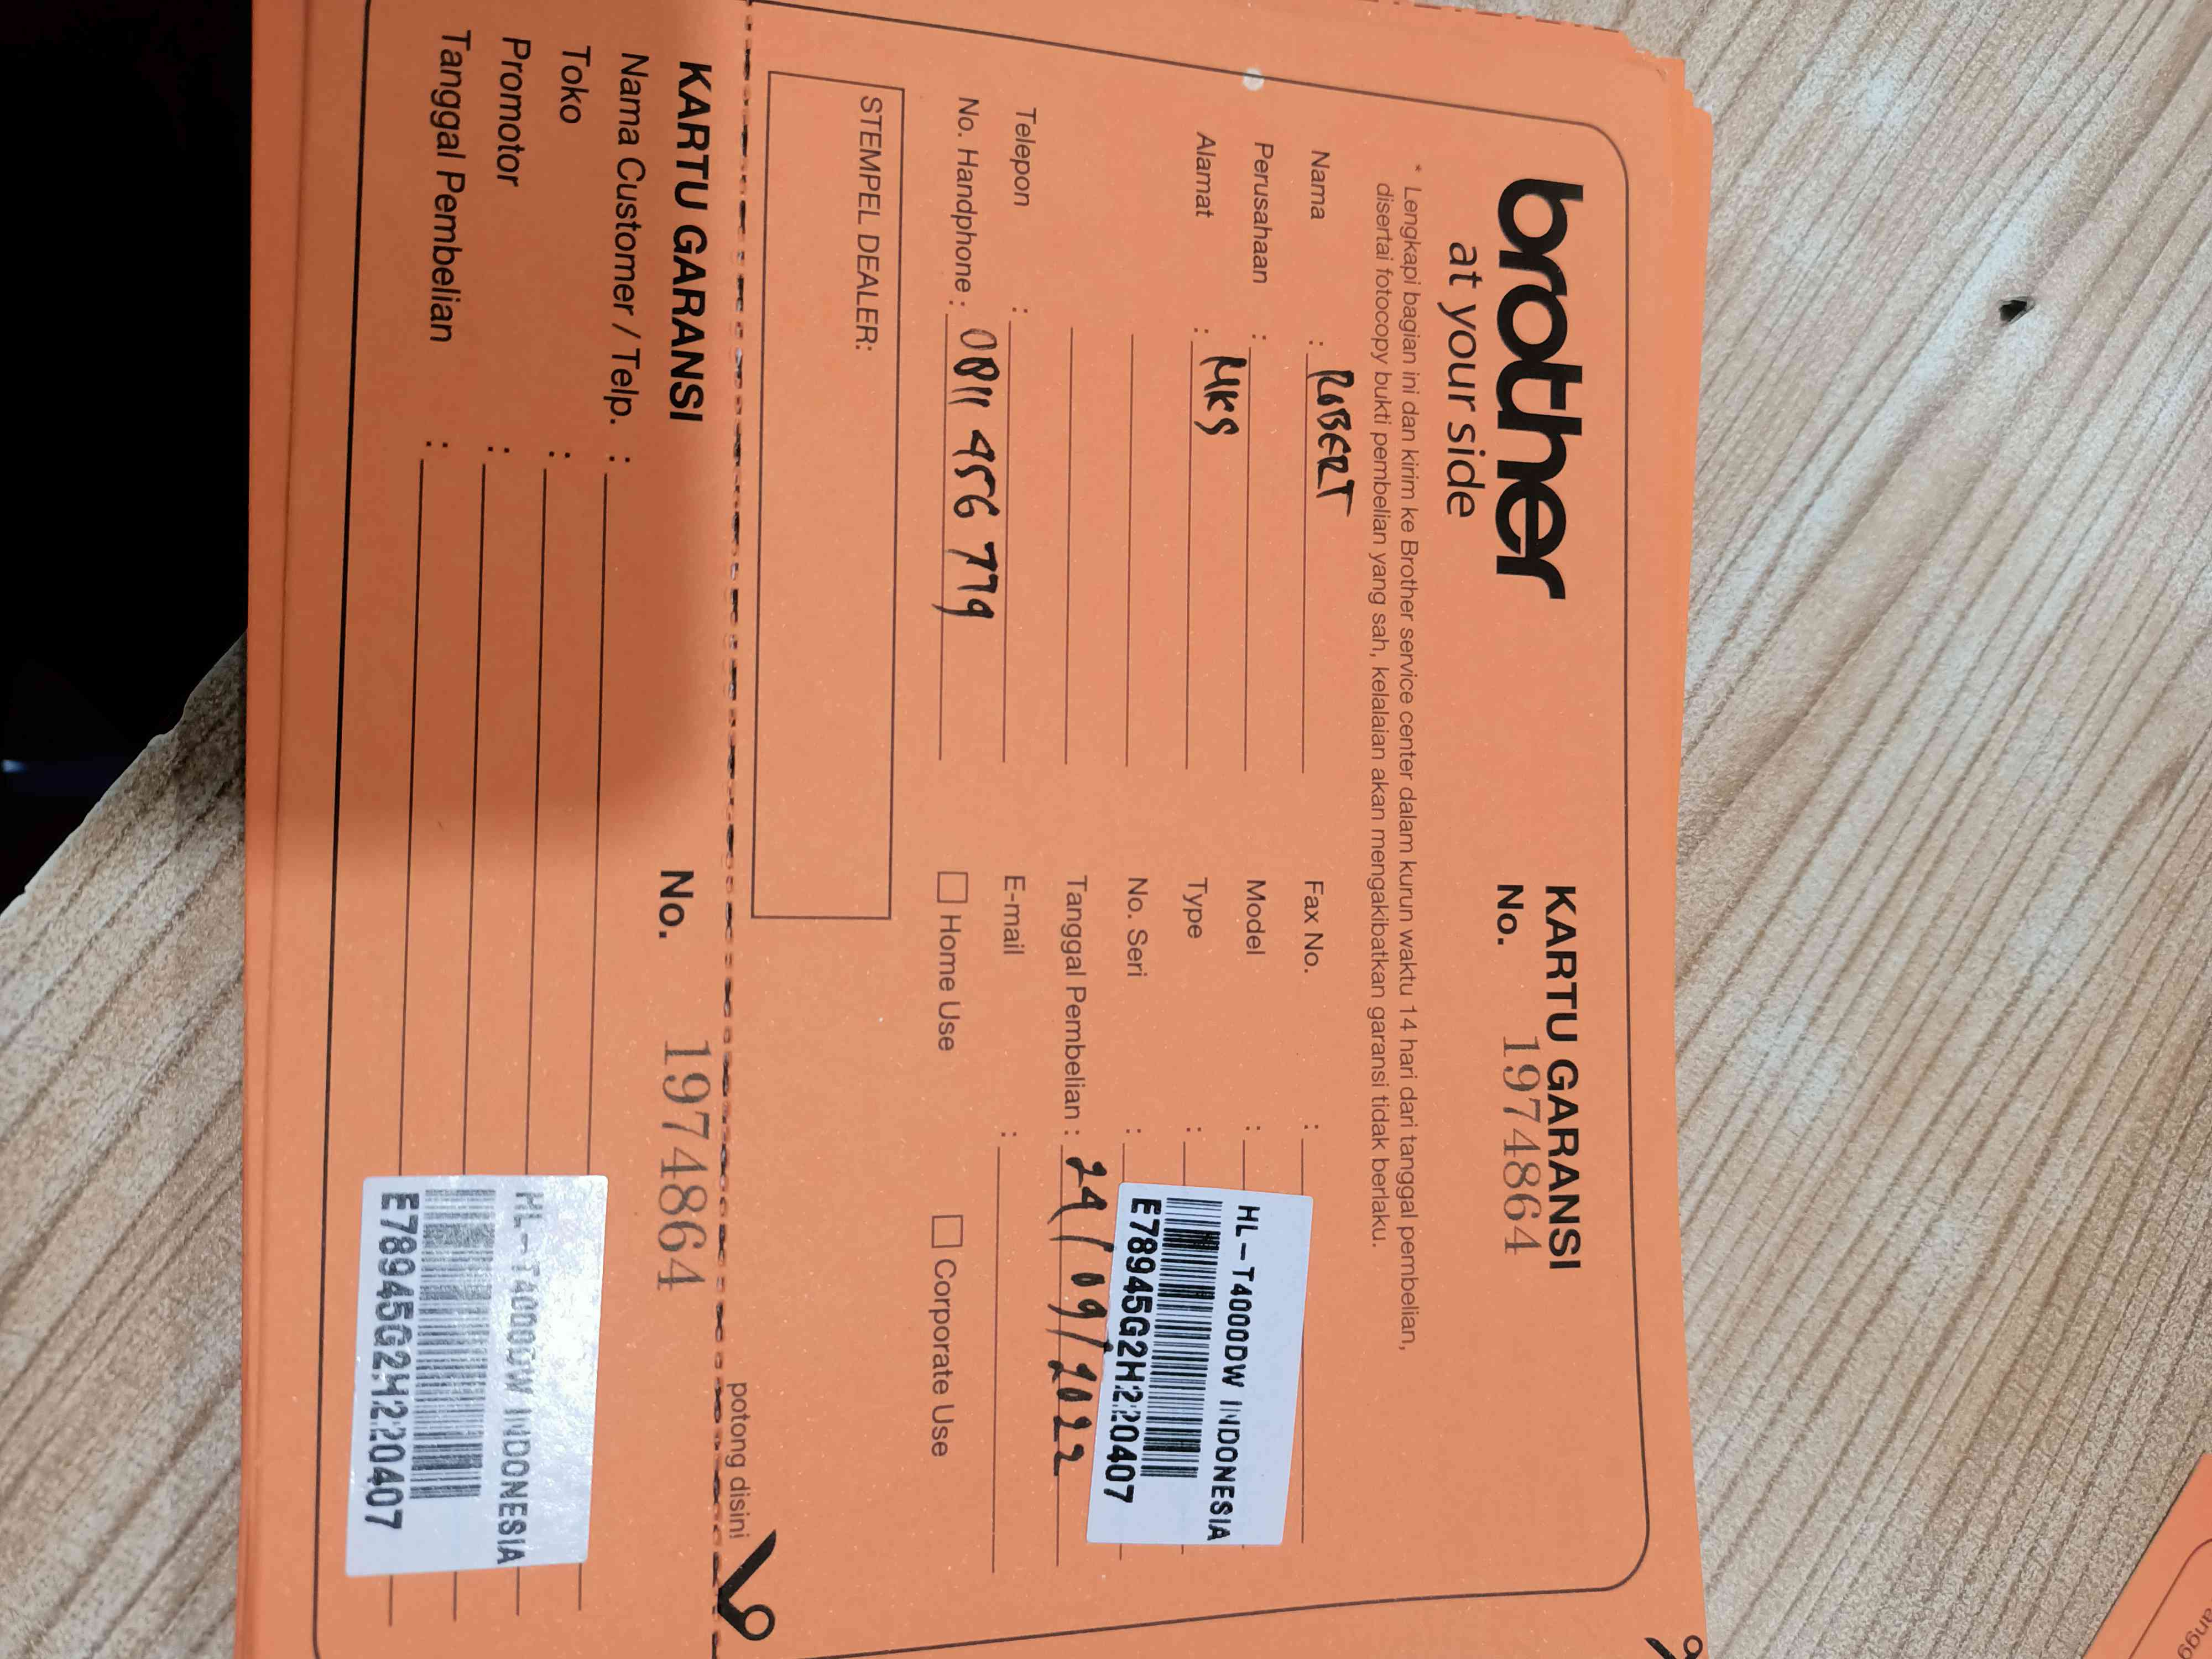 brother
at your side
KARTU GARANSI
No. 1974864
* Lengkapi bagian ini dan kirim ke Brother service center dalam kurun waktu 14 hari dari tanggal pembelian,
disertai fotocopy bukti pembelian yang sah, kelalaian akan mengakibatkan garansi tidak berlaku.
Nama : ROBERT
Perusahaan :
Alamat : MKS
Telepon :
No. Handphone : 0811 456 779
Fax No. :
Model :
Type :
No. Seri :
HL-T4000DW INDONESIA
E78945G2H220407
Tanggal Pembelian : 24/09/2022
E-mail :
Home Use
Corporate Use
STEMPEL DEALER:
potong disini
KARTU GARANSI
No. 1974864
Nama Customer / Telp. :
Toko :
Promotor :
Tanggal Pembelian :
HL-T4000DW INDONESIA
E78945G2H220407